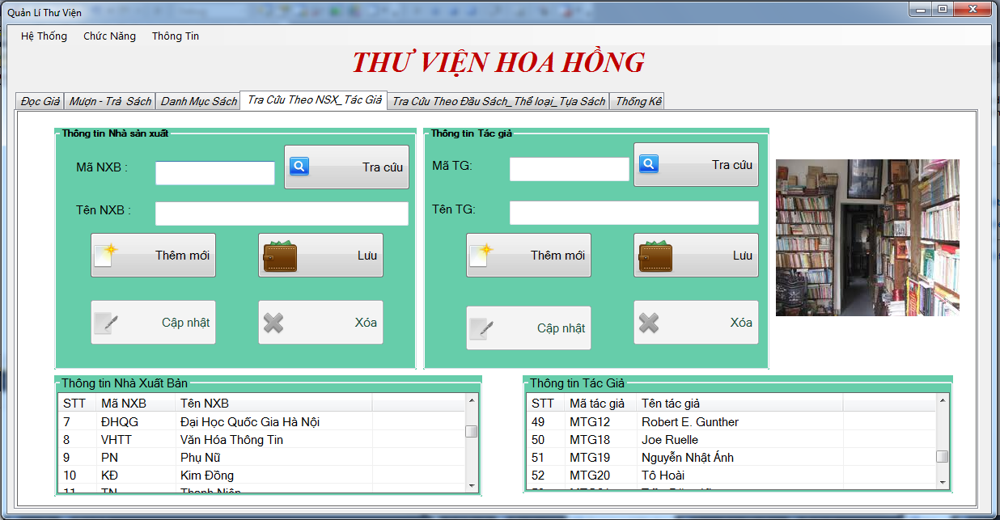 Quản Lí Thư Viện
Hệ Thống Chức Năng Thông Tin
THƯ VIỆN HOA HỒNG
Đọc Giả Mượn - Trả Sách Danh Mục Sách Tra Cứu Theo NSX_Tác Giả Tra Cứu Theo Đầu Sách_Thể loại_Tựa Sách Thống Kê
Thông tin Nhà sản xuất
Mã NXB :
Tra cứu
Tên NXB :
Thêm mới
Lưu
Cập nhật
Xóa
Thông tin Tác giả
Mã TG:
Tra cứu
Tên TG:
Thêm mới
Lưu
Cập nhật
Xóa
Thông tin Nhà Xuất Bản
STT Mã NXB Tên NXB
7 ĐHQG Đại Học Quốc Gia Hà Nội
8 VHTT Văn Hóa Thông Tin
9 PN Phụ Nữ
10 KĐ Kim Đồng
11 TN Thanh Niên
Thông tin Tác Giả
STT Mã tác giả Tên tác giả
49 MTG12 Robert E. Gunther
50 MTG18 Joe Ruelle
51 MTG19 Nguyễn Nhật Ánh
52 MTG20 Tô Hoài